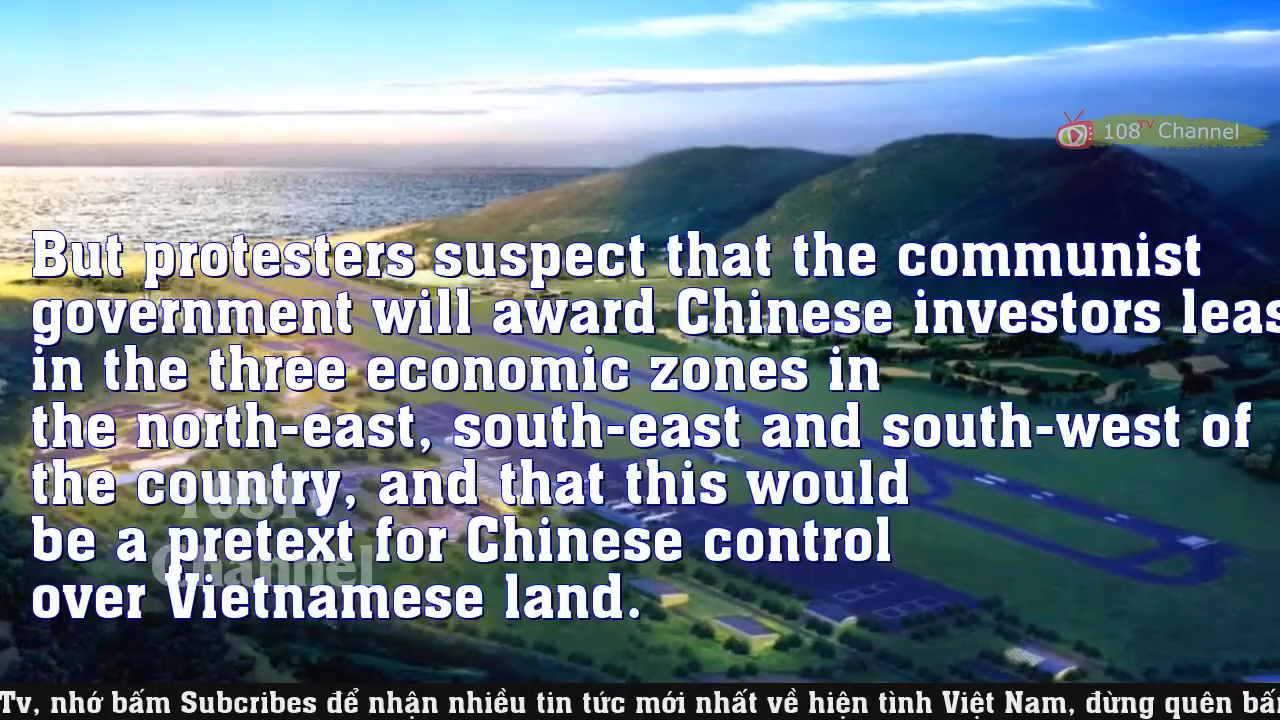 108 TV Channel
But protesters suspect that the communist
government will award Chinese investors leas
in the three economic zones in
the north-east, south-east and south-west of
the country, and that this would
be a pretext for Chinese control
over Vietnamese land.
Channel
Tv, nhớ bấm Subcribes để nhận nhiều tin tức mới nhất về hiện tình Việt Nam, đừng quên bấ